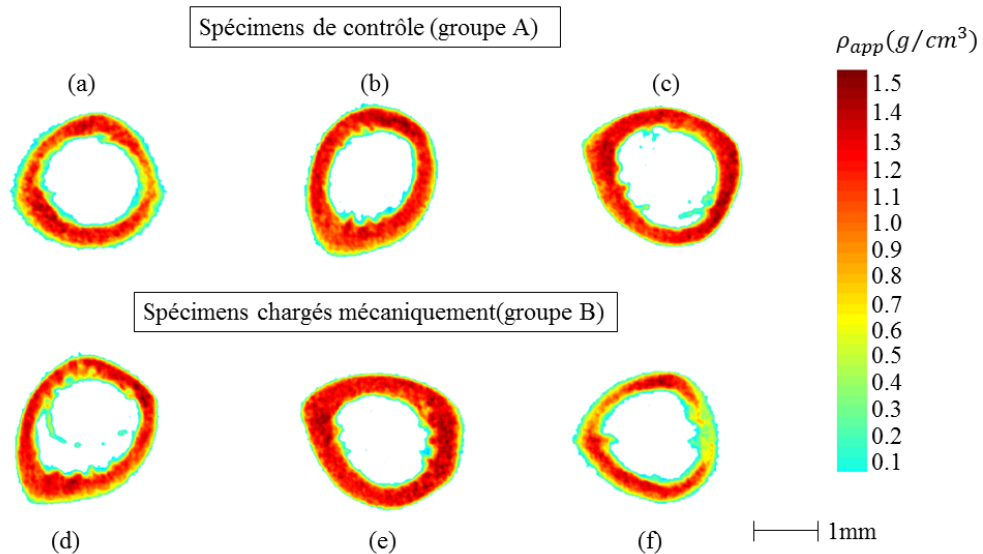 Spécimens de contrôle (groupe A)
ρ_app(g/cm³)
(a)
(b)
(c)
1.5
1.4
1.3
1.2
1.1
1.0
0.9
0.8
0.7
0.6
0.5
0.4
0.3
0.2
0.1
Spécimens chargés mécaniquement(groupe B)
(d)
(e)
(f)
1mm